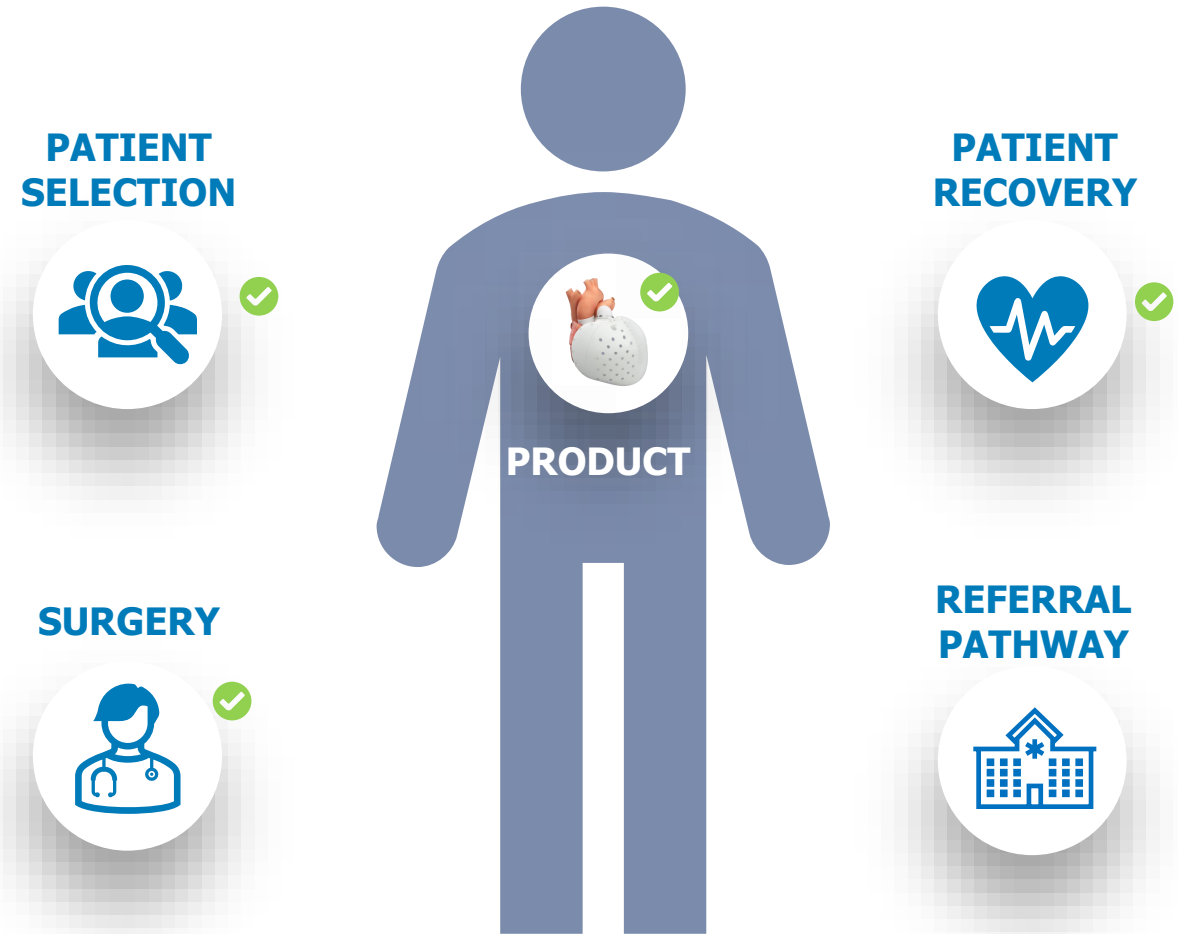 PATIENT
SELECTION
PATIENT
RECOVERY
PRODUCT
SURGERY
REFERRAL
PATHWAY